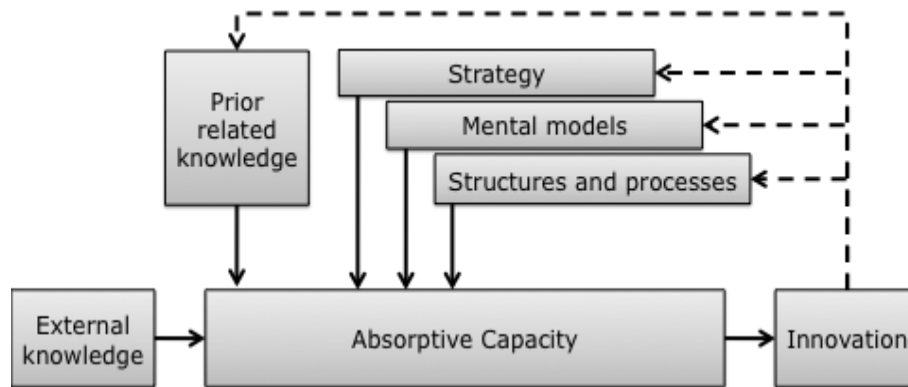 Strategy
Prior
related
knowledge
Mental models
Structures and processes
External
knowledge
Absorptive Capacity
Innovation